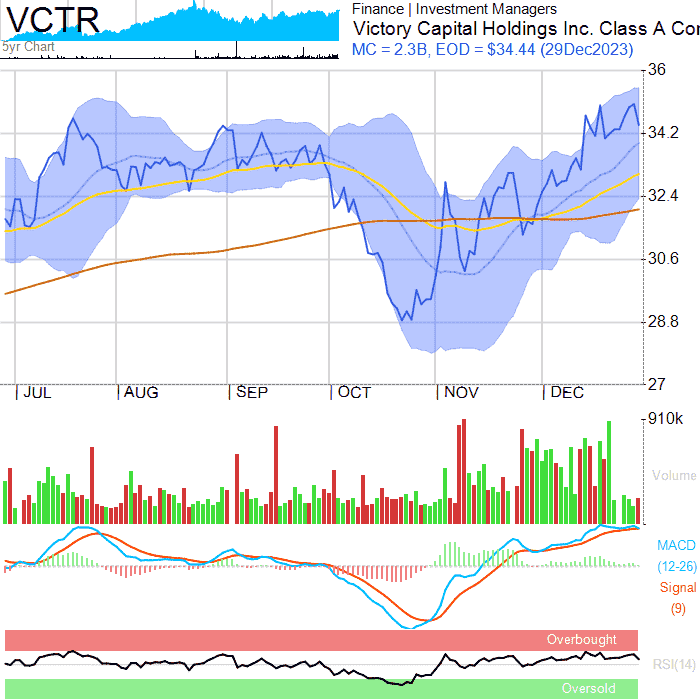 VCTR
5yr Chart
Finance | Investment Managers
Victory Capital Holdings Inc. Class A Cor
MC = 2.3B, EOD = $34.44 (29Dec2023)
36
34.2
32.4
30.6
28.8
27
| JUL | AUG | SEP | OCT | NOV | DEC
910k
Volume
MACD
(12-26)
Signal
(9)
Overbought
RSI(14)
Oversold